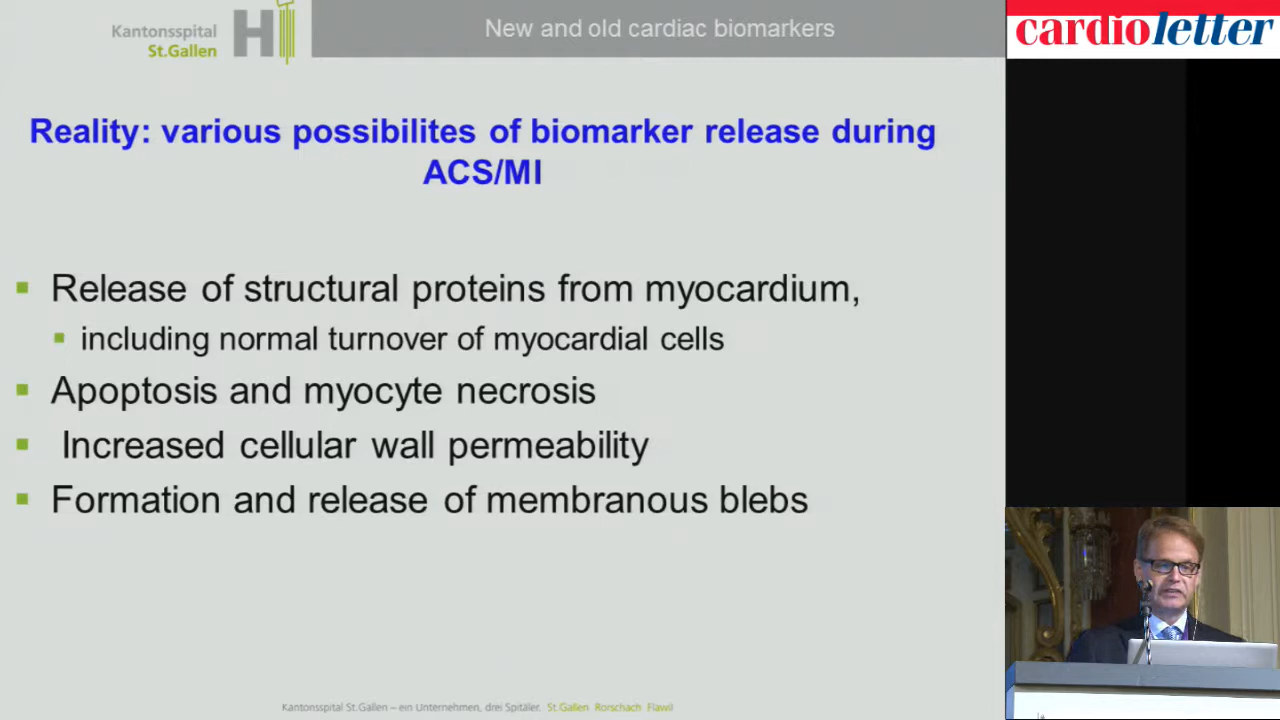 Kantonsspital
St.Gallen
New and old cardiac biomarkers
cardioletter
Reality: various possibilites of biomarker release during
ACS/MI
Release of structural proteins from myocardium,
including normal turnover of myocardial cells
Apoptosis and myocyte necrosis
Increased cellular wall permeability
Formation and release of membranous blebs
Kantonsspital St.Gallen – ein Unternehmen, drei Spitäler. St.Gallen Rorschach Flawil